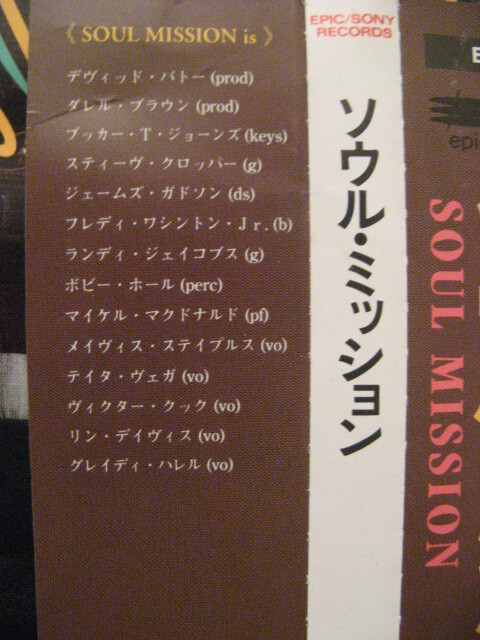 《 SOUL MISSION is 》
デヴィッド・バトー (prod)
ダレル・ブラウン (prod)
ブッカー・T・ジョーンズ (keys)
スティーヴ・クロッパー (g)
ジェームズ・ガドソン (ds)
フレディ・ワシントン・Jr. (b)
ランディ・ジェイコブス (g)
ボビー・ホール (perc)
マイケル・マクドナルド (pf)
メイヴィス・ステイプルス (vo)
テイタ・ヴェガ (vo)
ヴィクター・クック (vo)
リン・デイヴィス (vo)
グレイディ・ハレル (vo)
EPIC/SONY
RECORDS
ソウル・ミッション
SOUL MISSION
epic